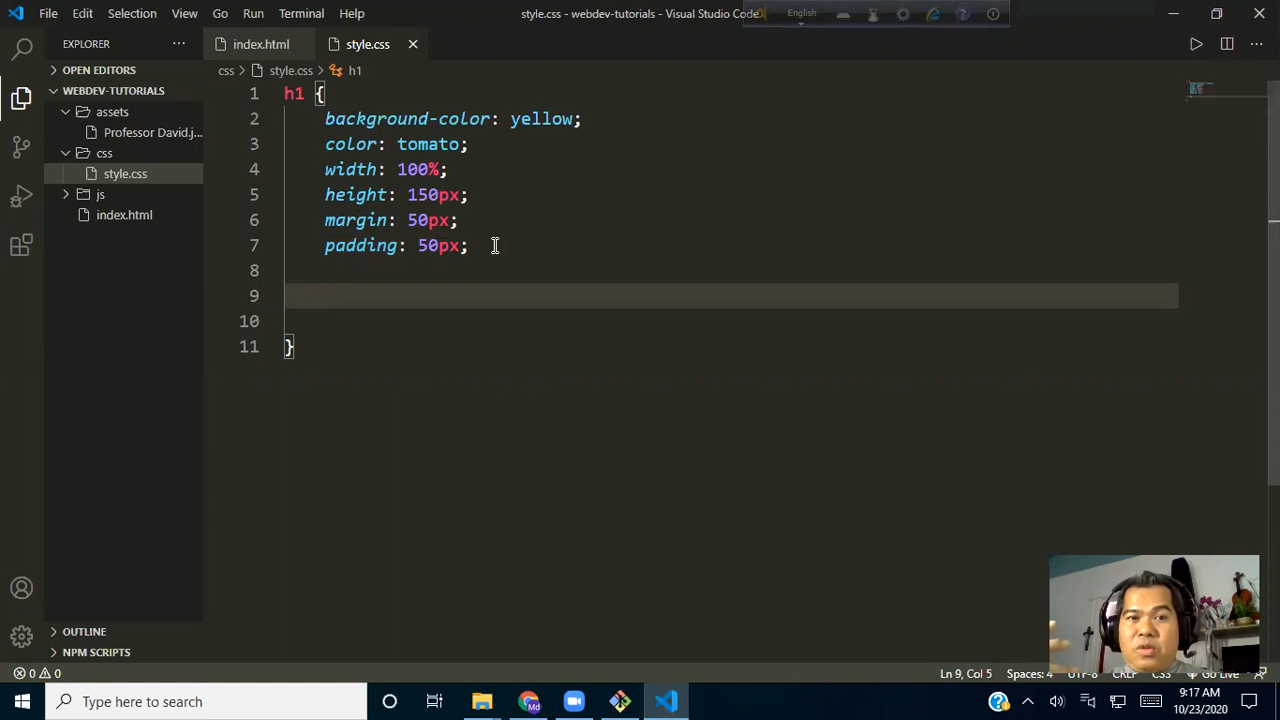 File Edit Selection View Go Run Terminal Help
style.css - webdev-tutorials - Visual Studio Code
English
EXPLORER
index.html
style.css
OPEN EDITORS
css > style.css > h1
WEBDEV-TUTORIALS
assets
Professor David.j...
css
style.css
js
index.html
1 h1 {
2 background-color: yellow;
3 color: tomato;
4 width: 100%;
5 height: 150px;
6 margin: 50px;
7 padding: 50px;
8
9
10
11 }
OUTLINE
NPM SCRIPTS
0 0
Ln 9, Col 5 Spaces: 4 UTF-8 CRLF CSS Go Live
Type here to search
Md
9:17 AM
10/23/2020